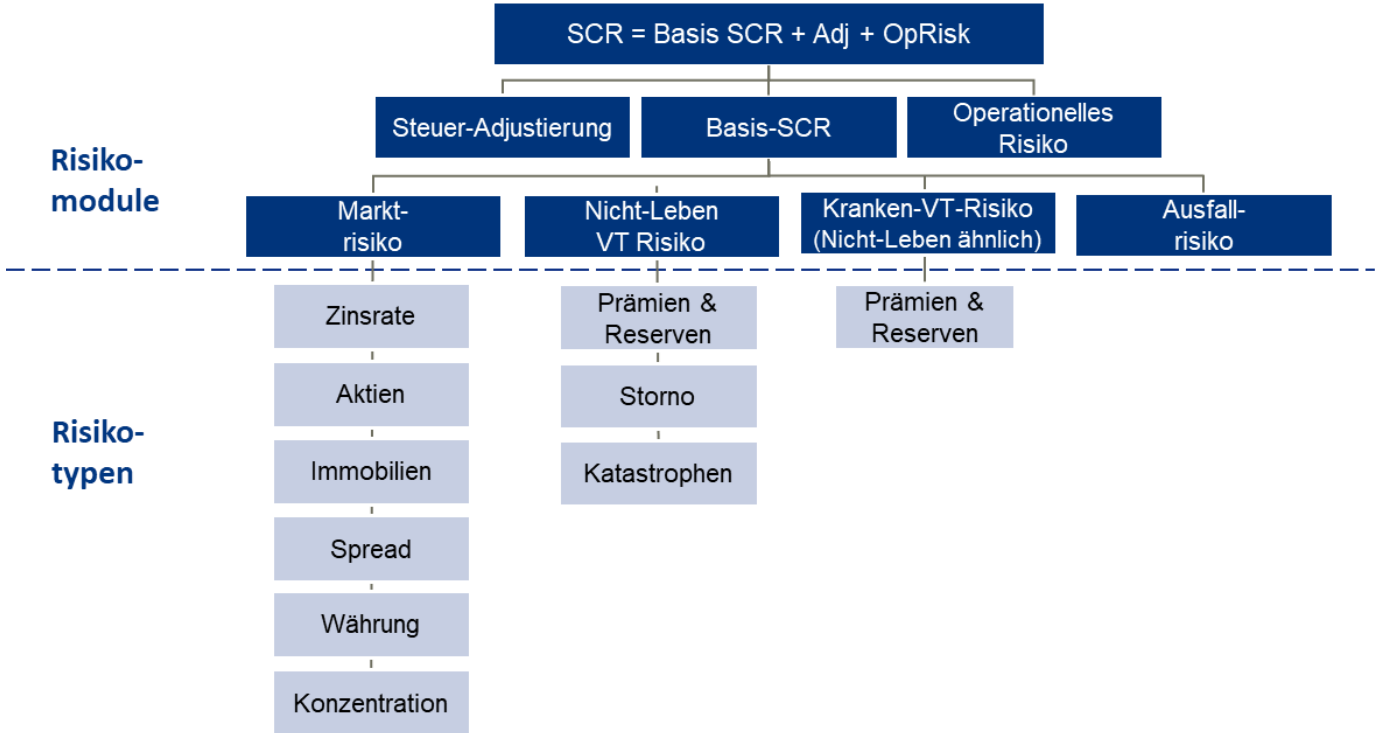 SCR = Basis SCR + Adj + OpRisk
Steuer-Adjustierung
Basis-SCR
Operationelles
Risiko
Risiko-
module
Markt-
risiko
Nicht-Leben
VT Risiko
Kranken-VT-Risiko
(Nicht-Leben ähnlich)
Ausfall-
risiko
Risiko-
typen
Zinsrate
Aktien
Immobilien
Spread
Währung
Konzentration
Prämien &
Reserven
Storno
Katastrophen
Prämien &
Reserven